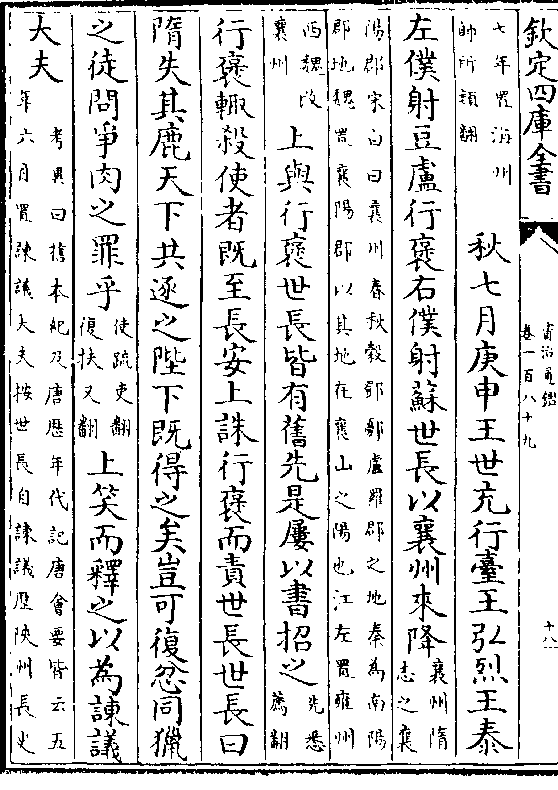 欽定四庫全書
資治通鑑
卷一百八十九
十八
七年置海州
帥所類翻
秋七月庚申王世充行臺王弘烈王泰
左僕射豆盧行褒右僕射蘇世長以襄州來降
襄州隋
志之襄
陽郡宋白曰襄州春秋穀鄧鄾盧羅郡之地秦為南陽
郡地魏置襄陽郡以其地在襄山之陽也江左置雍州
西魏改
襄州
上與行褒世長皆有舊先是屢以書招之
先悉
薦翻
行褒輙殺使者既至長安上誅行褒而責世長世長曰
隋失其鹿天下共逐之陛下既得之矣豈可復忿同獵
之徒問爭肉之罪乎
使疏吏翻
復扶又翻
上笑而釋之以為諫議
大夫
考異曰舊本紀及唐歷年代記唐會要皆云五
年六月置諫議大夫按世長自諫議歷陜州長史